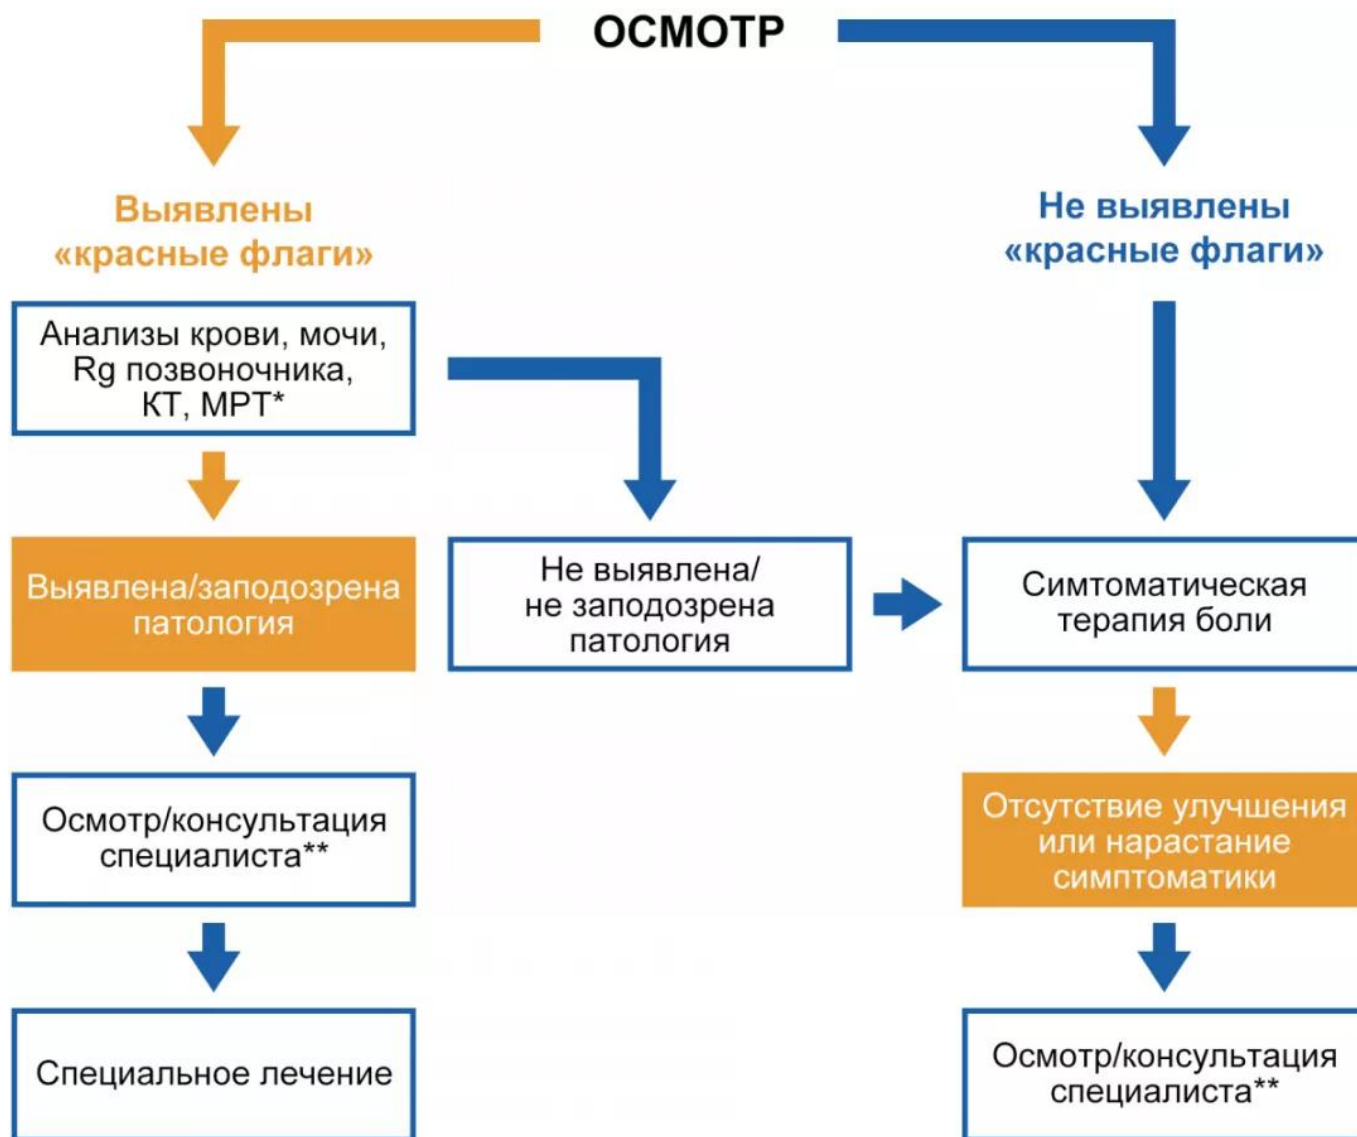 ОСМОТР
Выявлены
«красные флаги»
Не выявлены
«красные флаги»
Анализы крови, мочи,
Rg позвоночника,
КТ, МРТ*
Выявлена/заподозрена
патология
Не выявлена/
не заподозрена
патология
Симтоматическая
терапия боли
Осмотр/консультация
специалиста**
Отсутствие улучшения
или нарастание
симптоматики
Специальное лечение
Осмотр/консультация
специалиста**